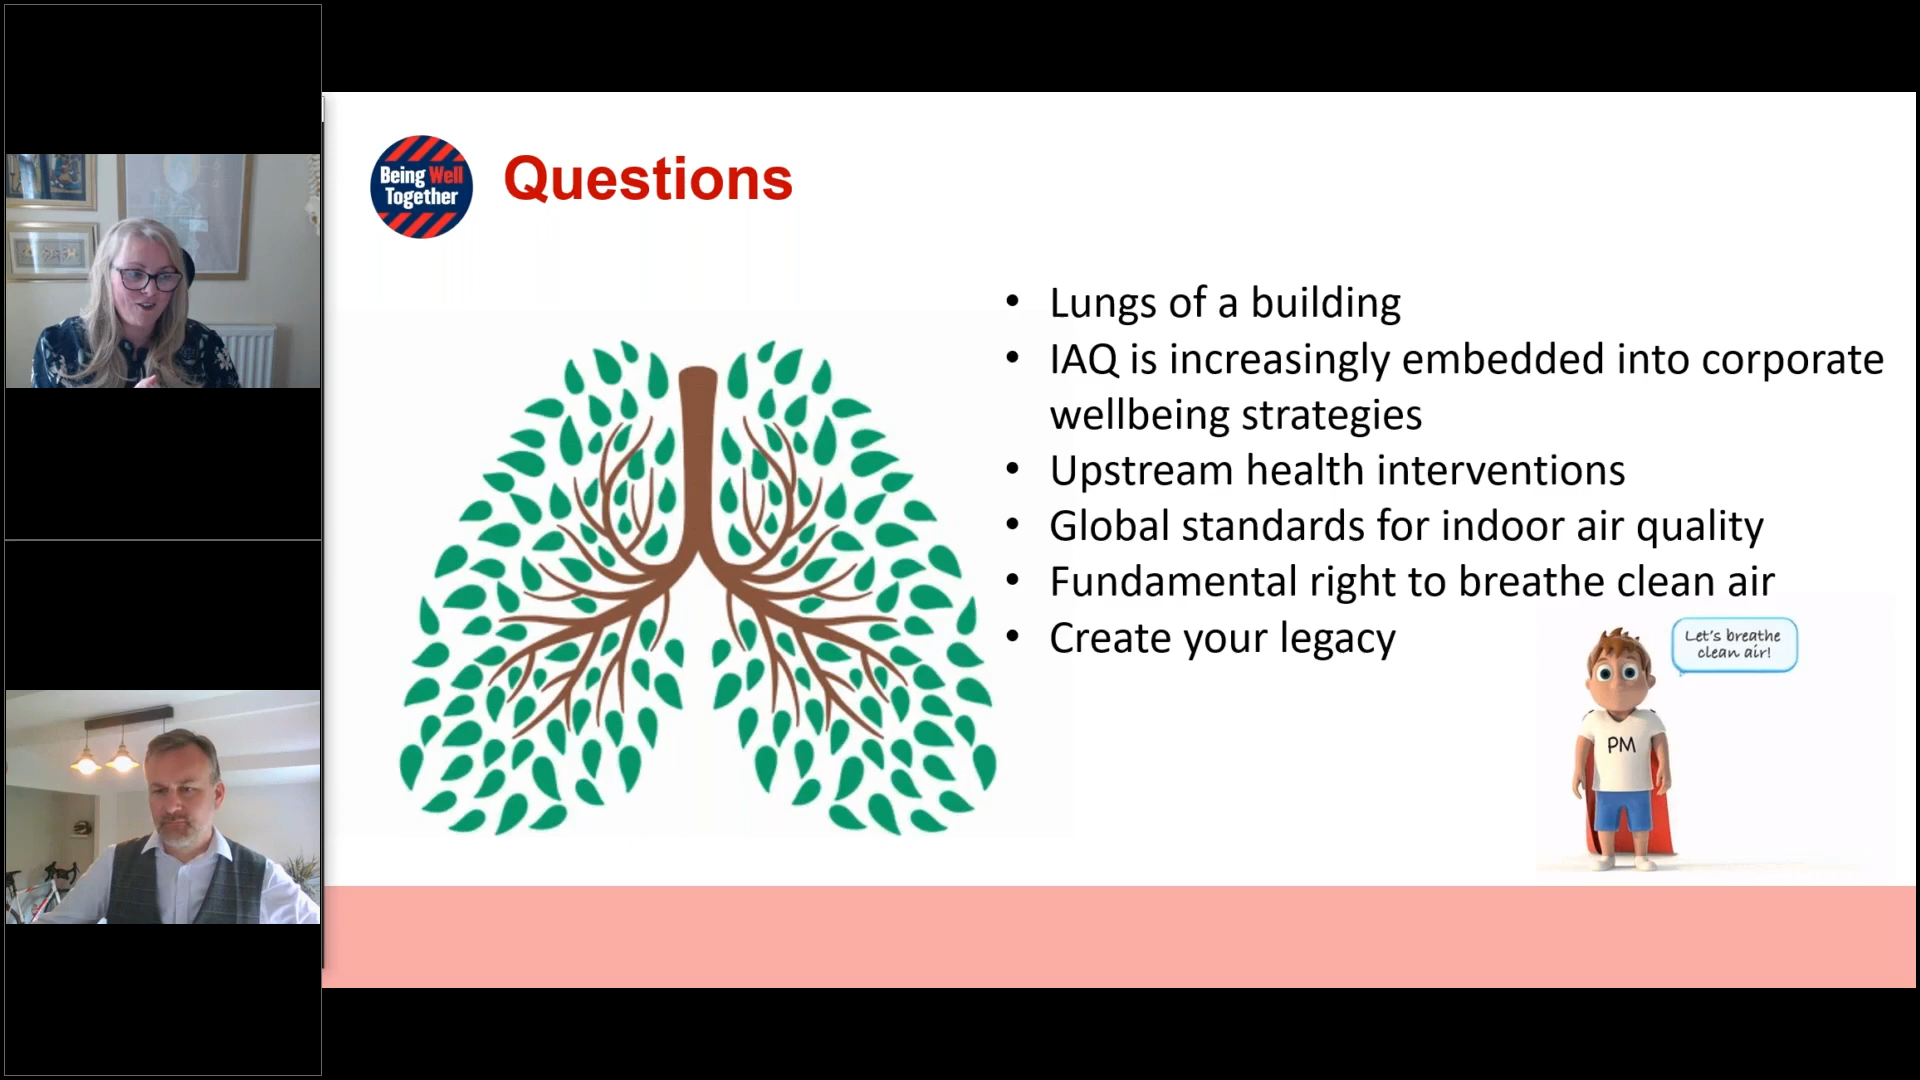 Being Well
Together
Questions
• Lungs of a building
• IAQ is increasingly embedded into corporate
wellbeing strategies
• Upstream health interventions
• Global standards for indoor air quality
• Fundamental right to breathe clean air
• Create your legacy
Let's breathe
clean air!
PM